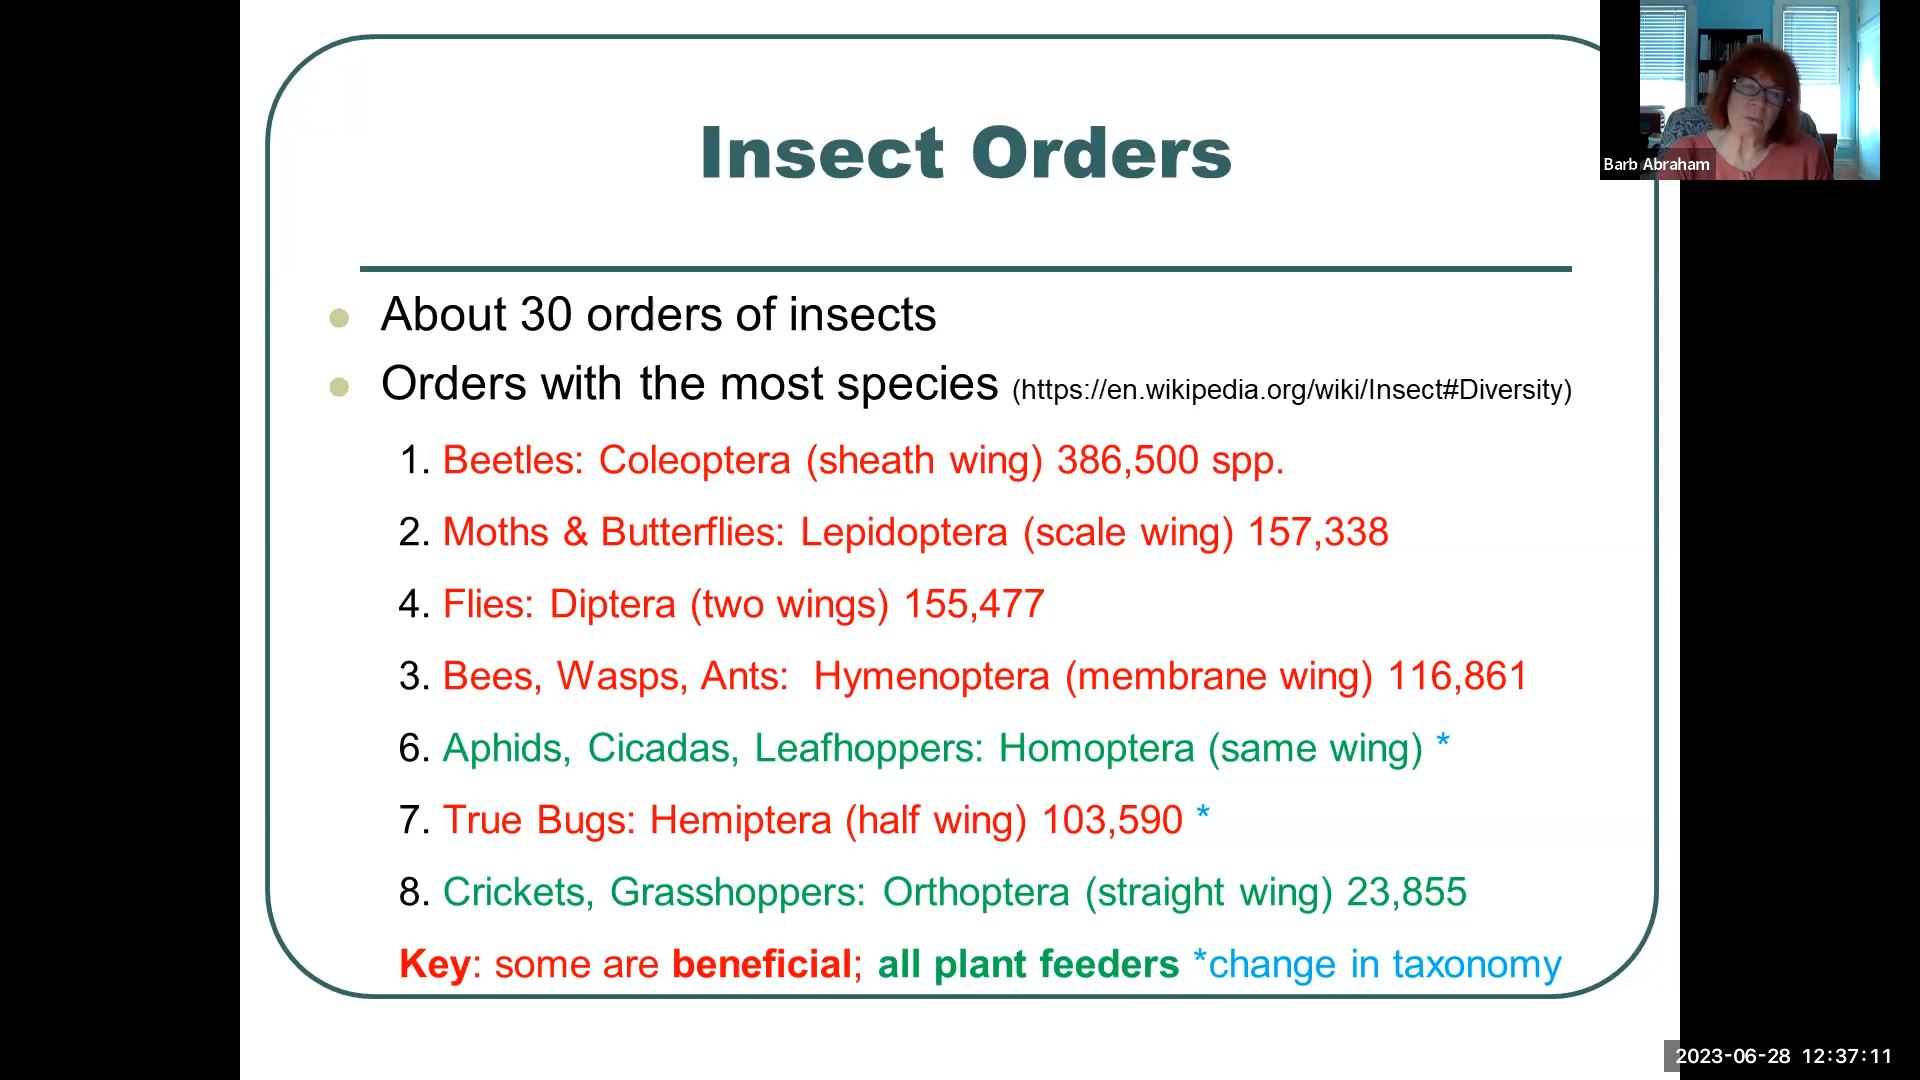 Insect Orders
About 30 orders of insects
Orders with the most species (https://en.wikipedia.org/wiki/Insect#Diversity)
1. Beetles: Coleoptera (sheath wing) 386,500 spp.
2. Moths & Butterflies: Lepidoptera (scale wing) 157,338
4. Flies: Diptera (two wings) 155,477
3. Bees, Wasps, Ants: Hymenoptera (membrane wing) 116,861
6. Aphids, Cicadas, Leafhoppers: Homoptera (same wing) *
7. True Bugs: Hemiptera (half wing) 103,590 *
8. Crickets, Grasshoppers: Orthoptera (straight wing) 23,855
Key: some are beneficial; all plant feeders *change in taxonomy
Barb Abraham
2023-06-28 12:37:11